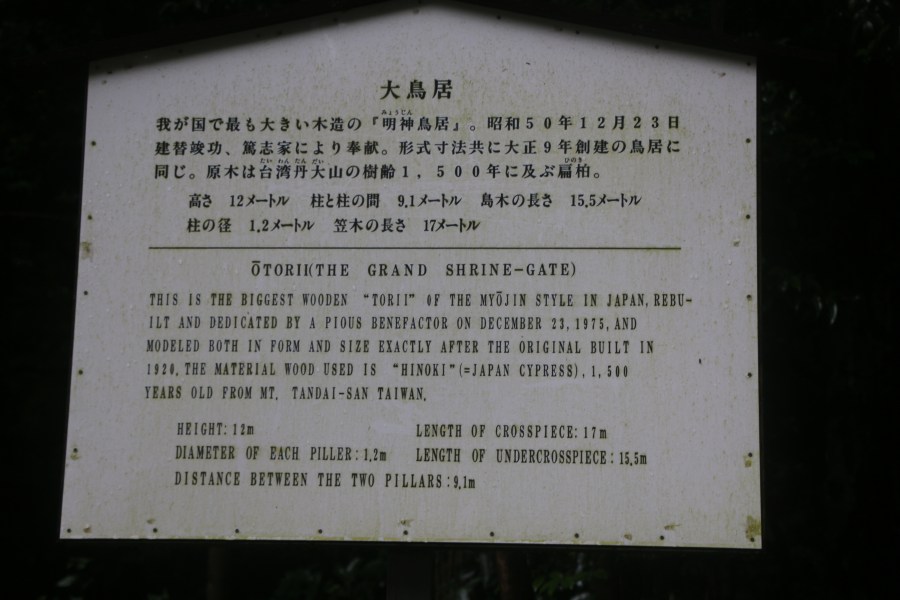 大鳥居
我が国で最も大きい木造の『明神鳥居』。昭和50年12月23日
建替竣功、篤志家により奉献。形式寸法共に大正9年創建の鳥居に
同じ。原木は台湾丹大山の樹齢1,500年に及ぶ扁柏。
高さ 12メートル 柱と柱の間 9.1メートル 島木の長さ 15.5メートル
柱の径 1.2メートル 笠木の長さ 17メートル
ŌTORII(THE GRAND SHRINE-GATE)
THIS IS THE BIGGEST WOODEN "TORII" OF THE MYŌJIN STYLE IN JAPAN, REBU-
ILT AND DEDICATED BY A PIOUS BENEFACTOR ON DECEMBER 23, 1975, AND
MODELED BOTH IN FORM AND SIZE EXACTLY AFTER THE ORIGINAL BUILT IN
1920. THE MATERIAL WOOD USED IS "HINOKI"(=JAPAN CYPRESS), 1,500
YEARS OLD FROM MT. TANDAI-SAN TAIWAN.
HEIGHT: 12m LENGTH OF CROSSPIECE: 17m
DIAMETER OF EACH PILLER: 1.2m LENGTH OF UNDERCROSSPIECE: 15.5m
DISTANCE BETWEEN THE TWO PILLARS: 9.1m